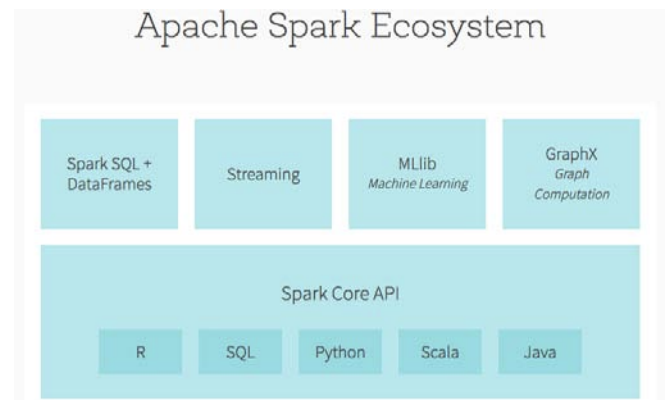 Apache Spark Ecosystem
Spark SQL +
DataFrames
Streaming
MLlib
Machine Learning
GraphX
Graph
Computation
Spark Core API
R
SQL
Python
Scala
Java